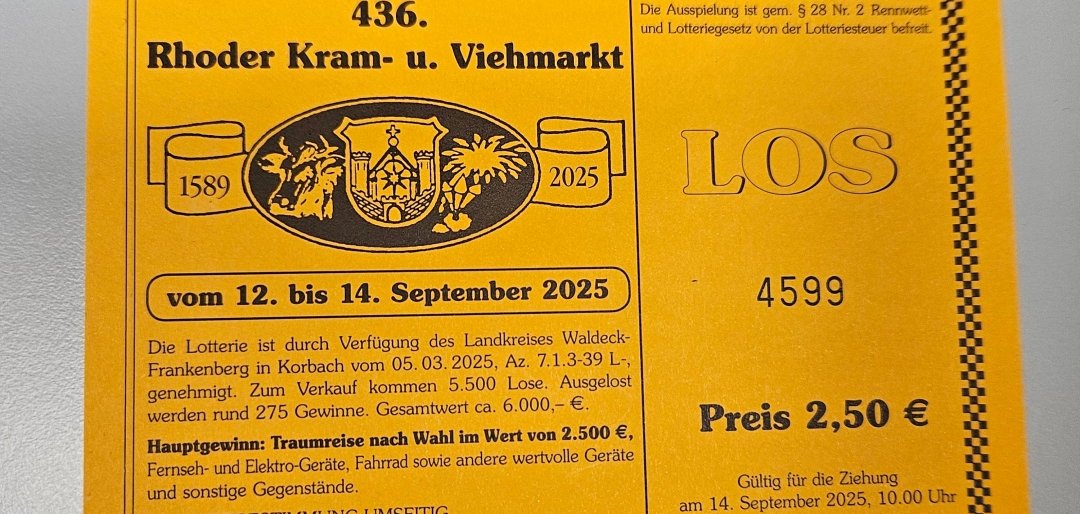 436.
Rhoder Kram- u. Viehmarkt
1589
2025
vom 12. bis 14. September 2025
Die Lotterie ist durch Verfügung des Landkreises Waldeck-
Frankenberg in Korbach vom 05. 03. 2025, Az. 7.1.3-39 L-,
genehmigt. Zum Verkauf kommen 5.500 Lose. Ausgelost
werden rund 275 Gewinne. Gesamtwert ca. 6.000,– €.
Hauptgewinn: Traumreise nach Wahl im Wert von 2.500 €,
Fernseh- und Elektro-Geräte, Fahrrad sowie andere wertvolle Geräte
und sonstige Gegenstände.
UMSEITIG
Die Ausspielung ist gem. § 28 Nr. 2 Rennwett-
und Lotteriegesetz von der Lotteriesteuer befreit.
LOS
4599
Preis 2,50 €
Gültig für die Ziehung
am 14. September 2025, 10.00 Uhr